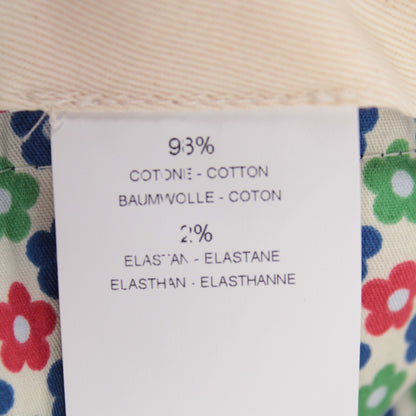 98%
COTONE - COTTON
BAUMWOLLE - COTON
2%
ELASTAN - ELASTANE
ELASTHAN - ELASTHANNE